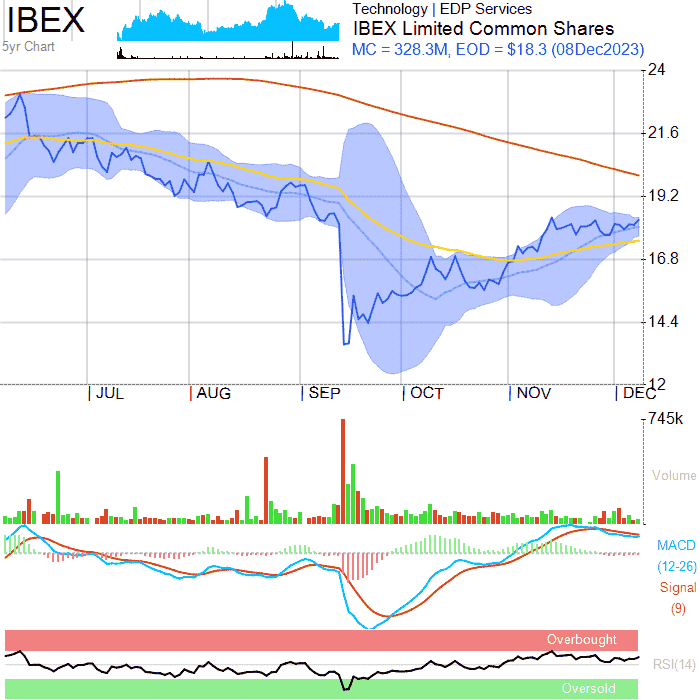 IBEX
5yr Chart
Technology | EDP Services
IBEX Limited Common Shares
MC = 328.3M, EOD = $18.3 (08Dec2023)
24
21.6
19.2
16.8
14.4
12
JUL
AUG
SEP
OCT
NOV
DEC
745k
Volume
MACD
(12-26)
Signal
(9)
Overbought
RSI(14)
Oversold